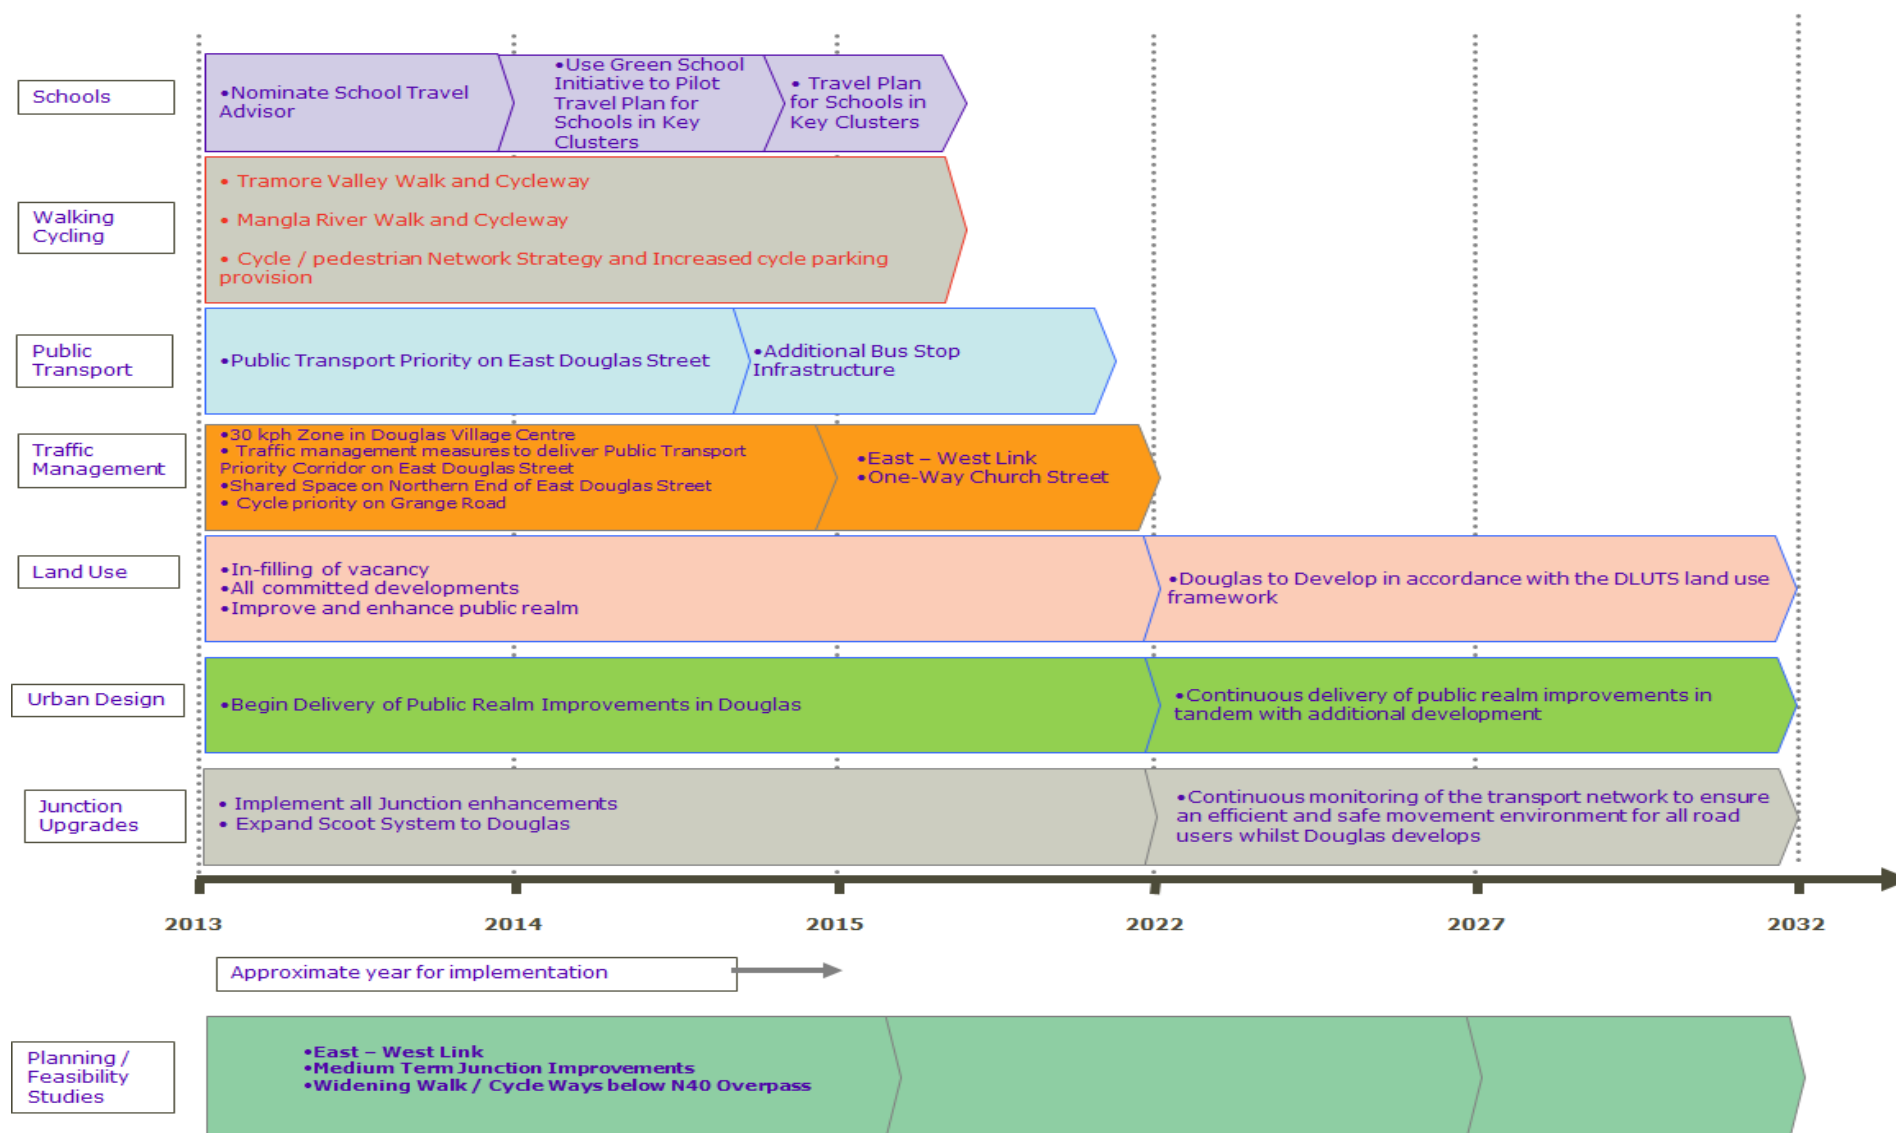 Schools
•Nominate School Travel
Advisor
•Use Green School
Initiative to Pilot
Travel Plan for
Schools in Key
Clusters
• Travel Plan
for Schools in
Key Clusters
Walking
Cycling
• Tramore Valley Walk and Cycleway
• Mangla River Walk and Cycleway
• Cycle / pedestrian Network Strategy and Increased cycle parking
provision
Public
Transport
•Public Transport Priority on East Douglas Street
•Additional Bus Stop
Infrastructure
Traffic
Management
•30 kph Zone in Douglas Village Centre
• Traffic management measures to deliver Public Transport
Priority Corridor on East Douglas Street
•Shared Space on Northern End of East Douglas Street
• Cycle priority on Grange Road
•East – West Link
•One-Way Church Street
Land Use
•In-filling of vacancy
•All committed developments
•Improve and enhance public realm
•Douglas to Develop in accordance with the DLUTS land use
framework
Urban Design
•Begin Delivery of Public Realm Improvements in Douglas
•Continuous delivery of public realm improvements in
tandem with additional development
Junction
Upgrades
• Implement all Junction enhancements
• Expand Scoot System to Douglas
•Continuous monitoring of the transport network to ensure
an efficient and safe movement environment for all road
users whilst Douglas develops
2013 2014 2015 2022 2027 2032
Approximate year for implementation
Planning /
Feasibility
Studies
•East – West Link
•Medium Term Junction Improvements
•Widening Walk / Cycle Ways below N40 Overpass